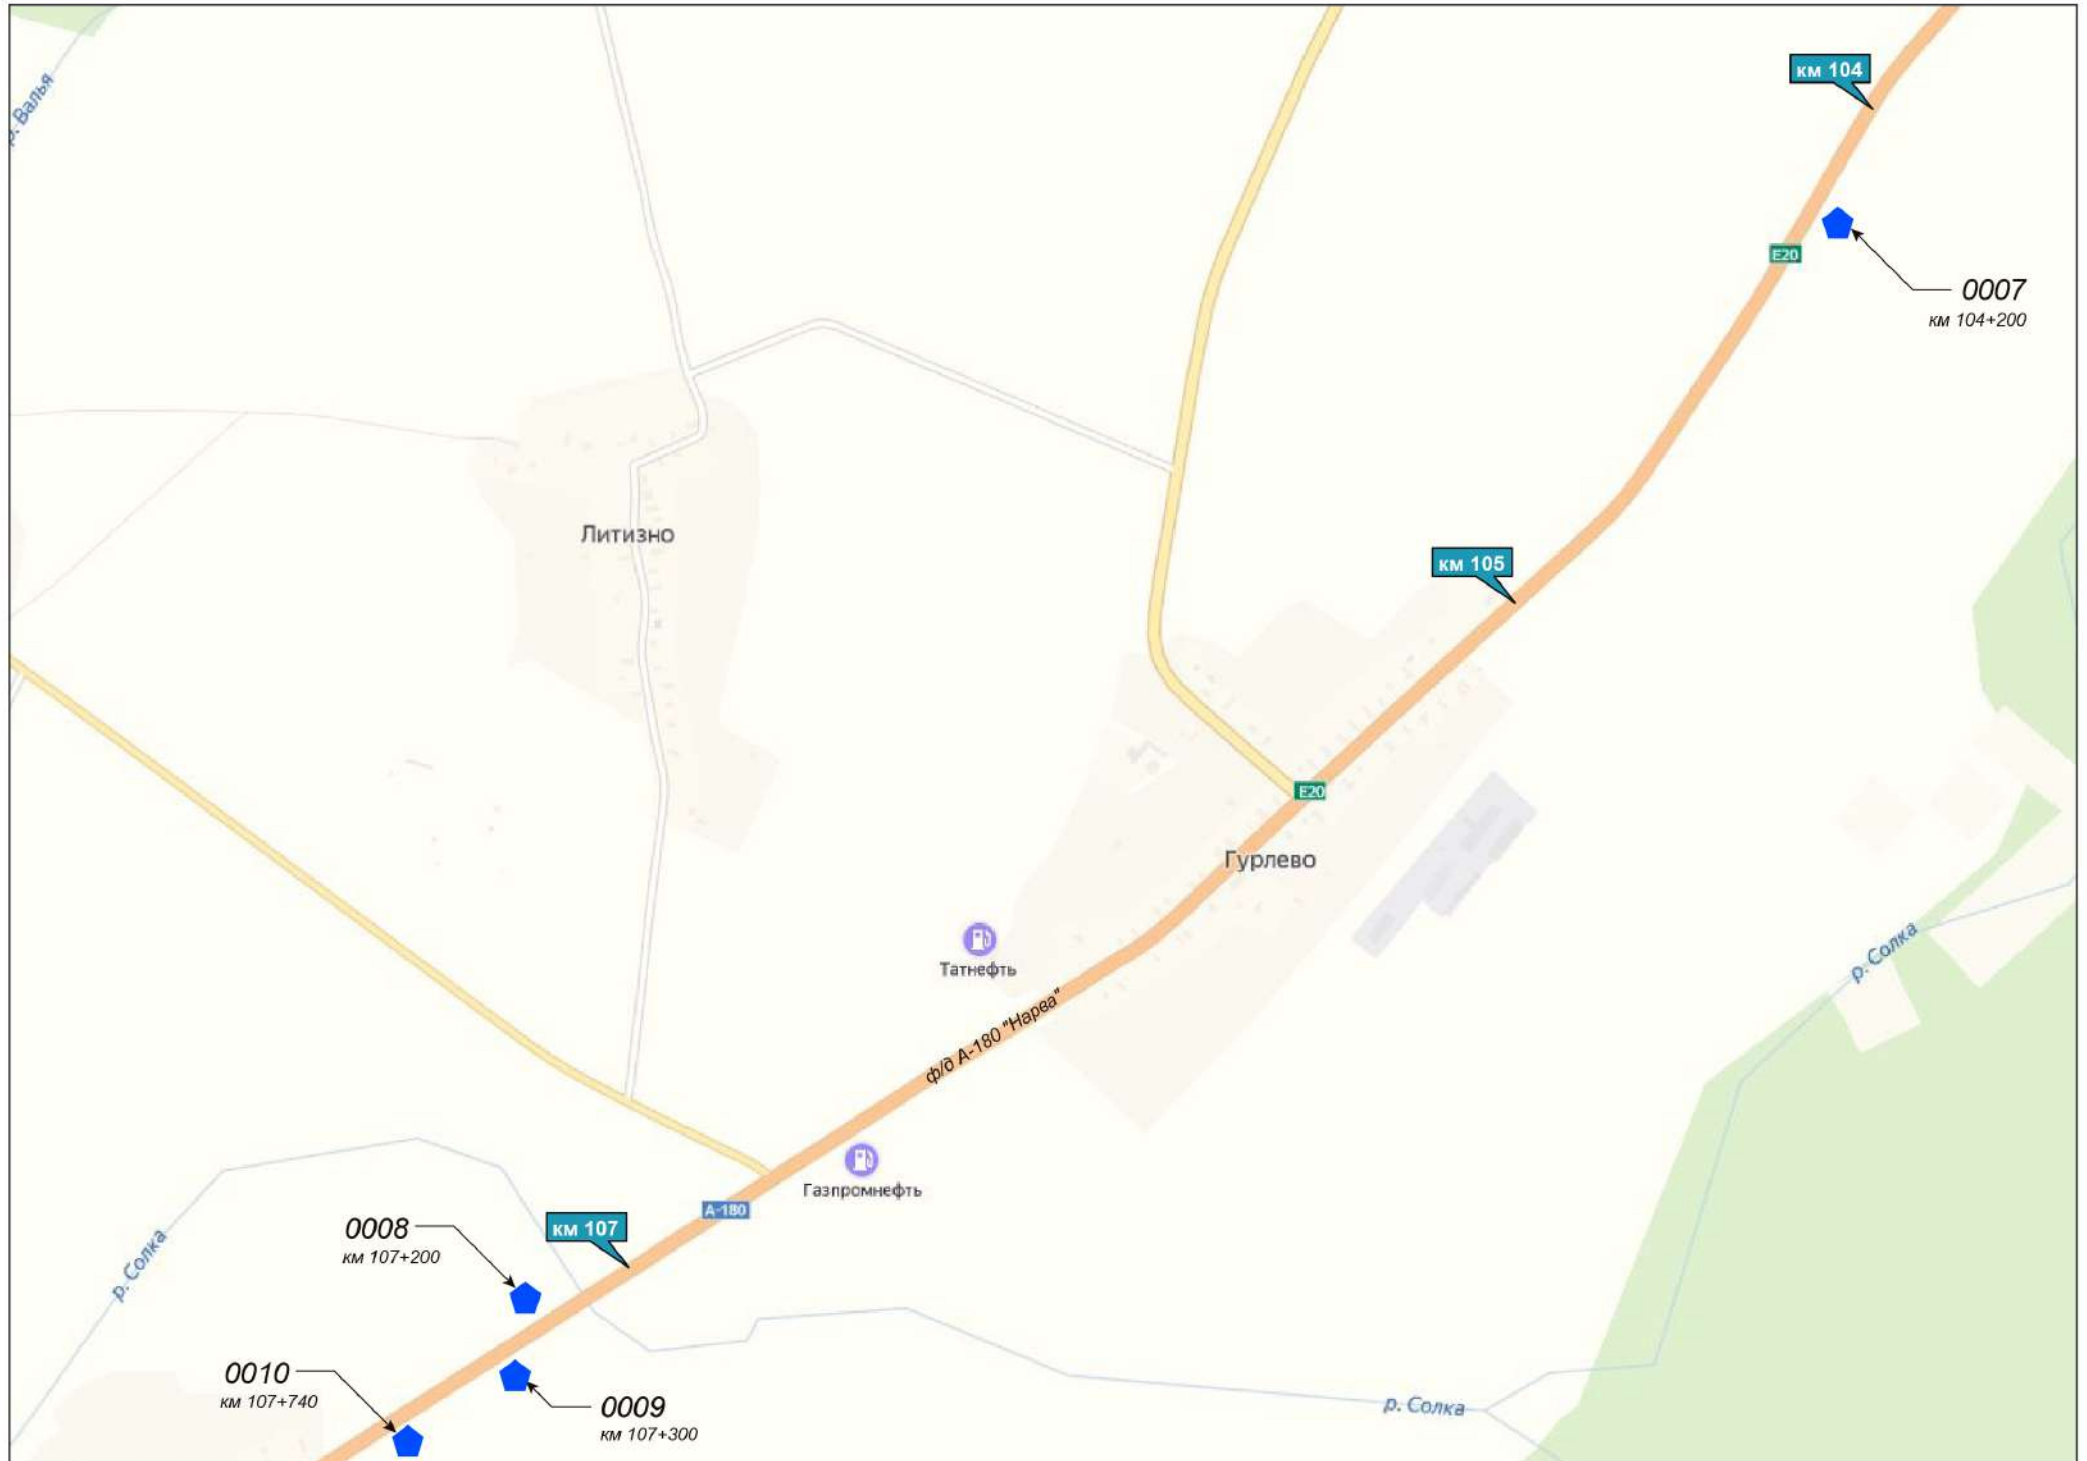 р. Валья
км 104
E20
0007
км 104+200
Литизно
км 105
E20
Гурлево
Татнефть
р. Солка
ф/д А-180 "Нарва"
Газпромнефть
А-180
0008
км 107+200
км 107
р. Солка
0010
км 107+740
0009
км 107+300
р. Солка